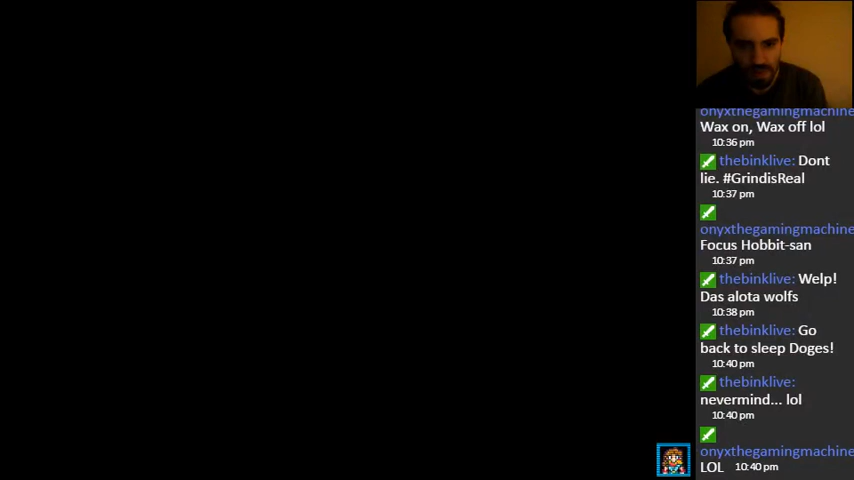 onyxthegamingmachine
Wax on, Wax off lol
10:36 pm
thebinklive: Dont
lie. #GrindisReal
10:37 pm
onyxthegamingmachine
Focus Hobbit-san
10:37 pm
thebinklive: Welp!
Das alota wolfs
10:38 pm
thebinklive: Go
back to sleep Doges!
10:40 pm
thebinklive:
nevermind... lol
10:40 pm
onyxthegamingmachine
LOL 10:40 pm